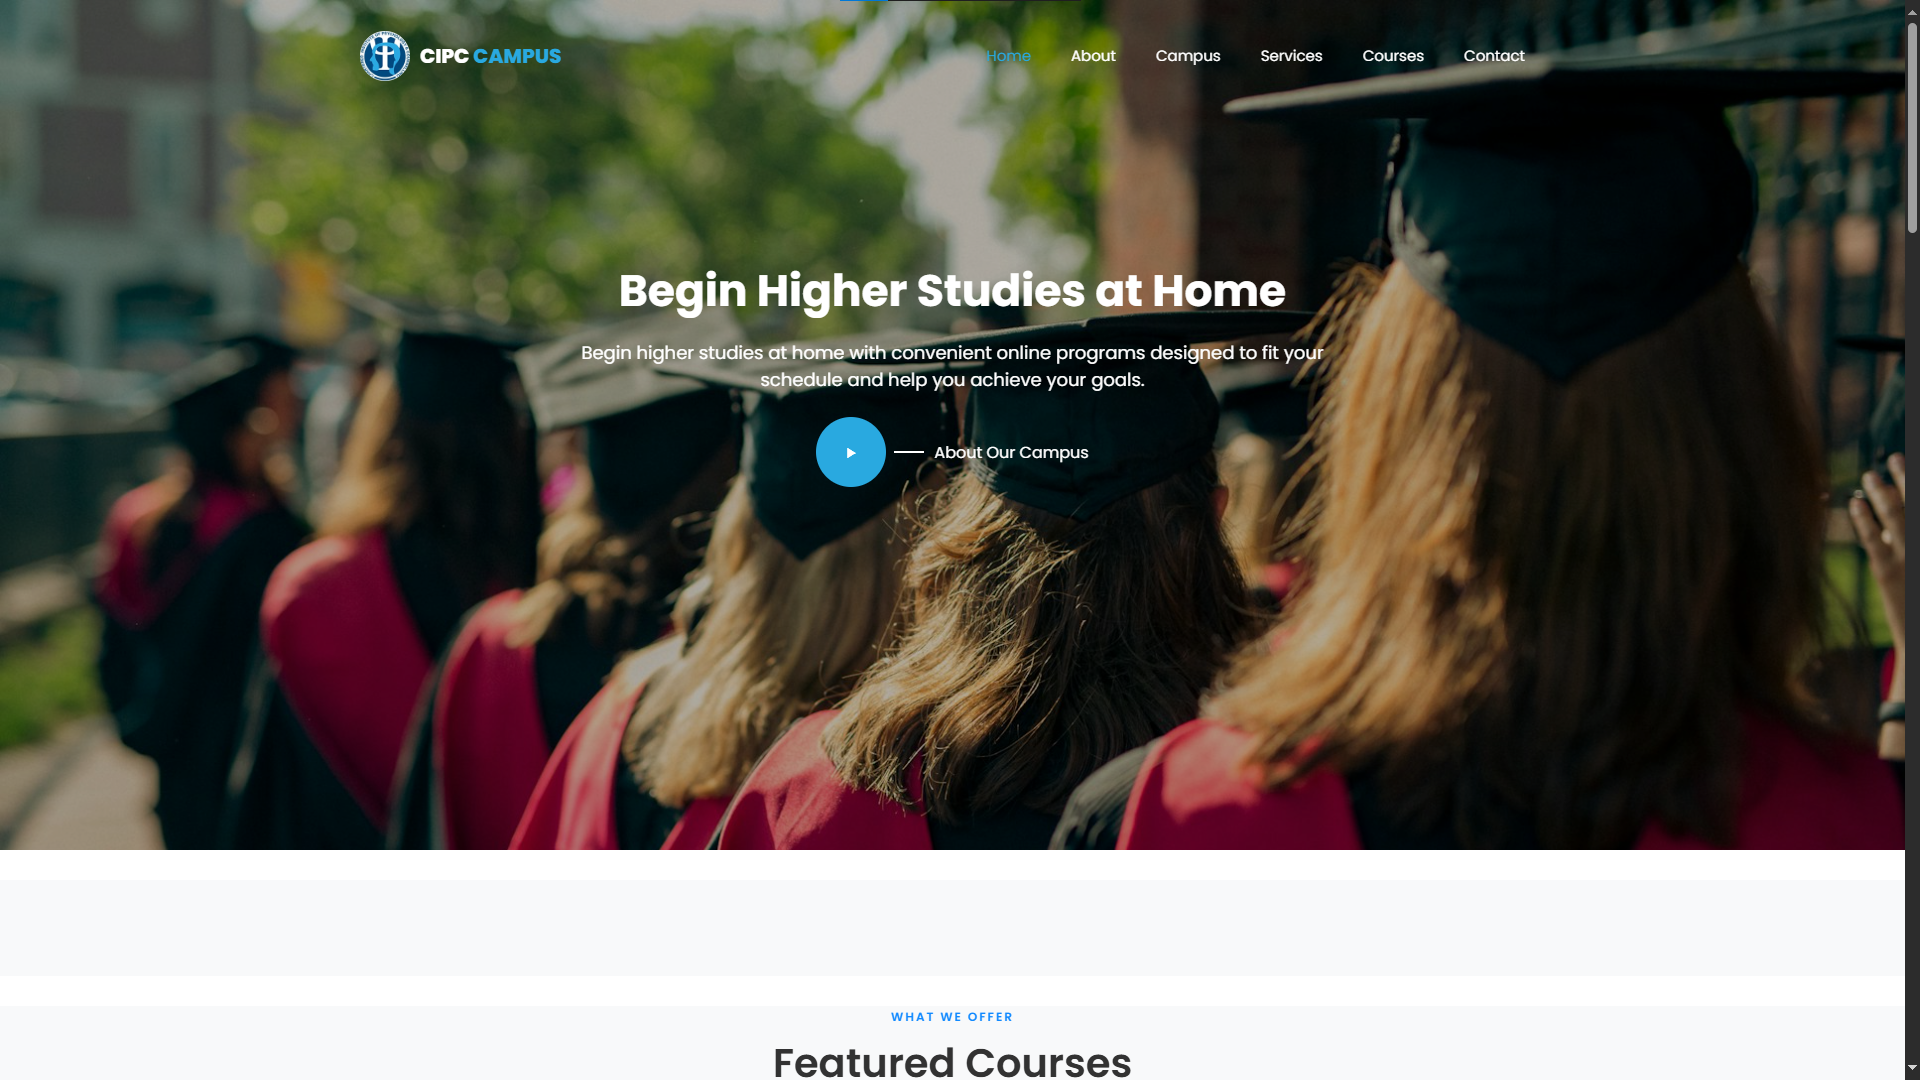 CIPC CAMPUS
Home
About
Campus
Services
Courses
Contact
Begin Higher Studies at Home
Begin higher studies at home with convenient online programs designed to fit your
schedule and help you achieve your goals.
About Our Campus
WHAT WE OFFER
Featured Courses